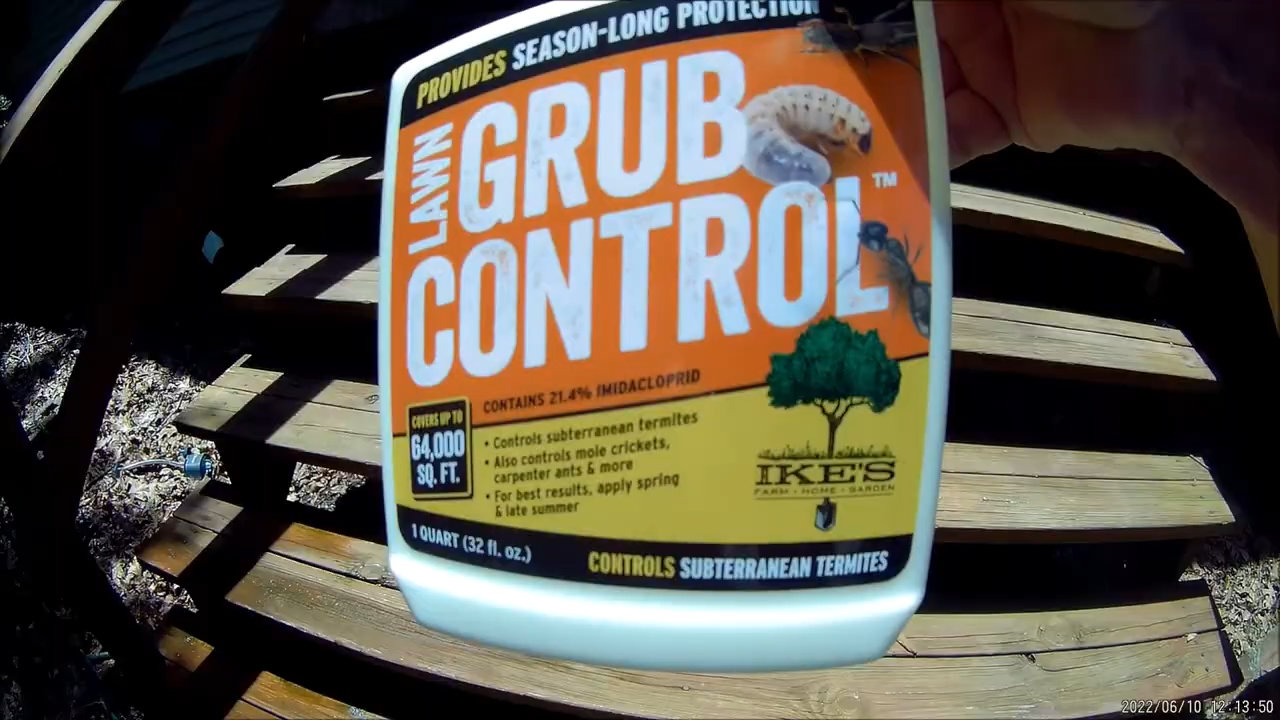 PROVIDES SEASON-LONG PROTECTION
LAWN
GRUB
CONTROL™
CONTAINS 21.4% IMIDACLOPRID
COVERS UP TO
64,000
SQ. FT.
• Controls subterranean termites
• Also controls mole crickets,
carpenter ants & more
• For best results, apply spring
& late summer
IKE'S
FARM • HOME • GARDEN
1 QUART (32 fl. oz.)
CONTROLS SUBTERRANEAN TERMITES
2022/06/10 12:13:50